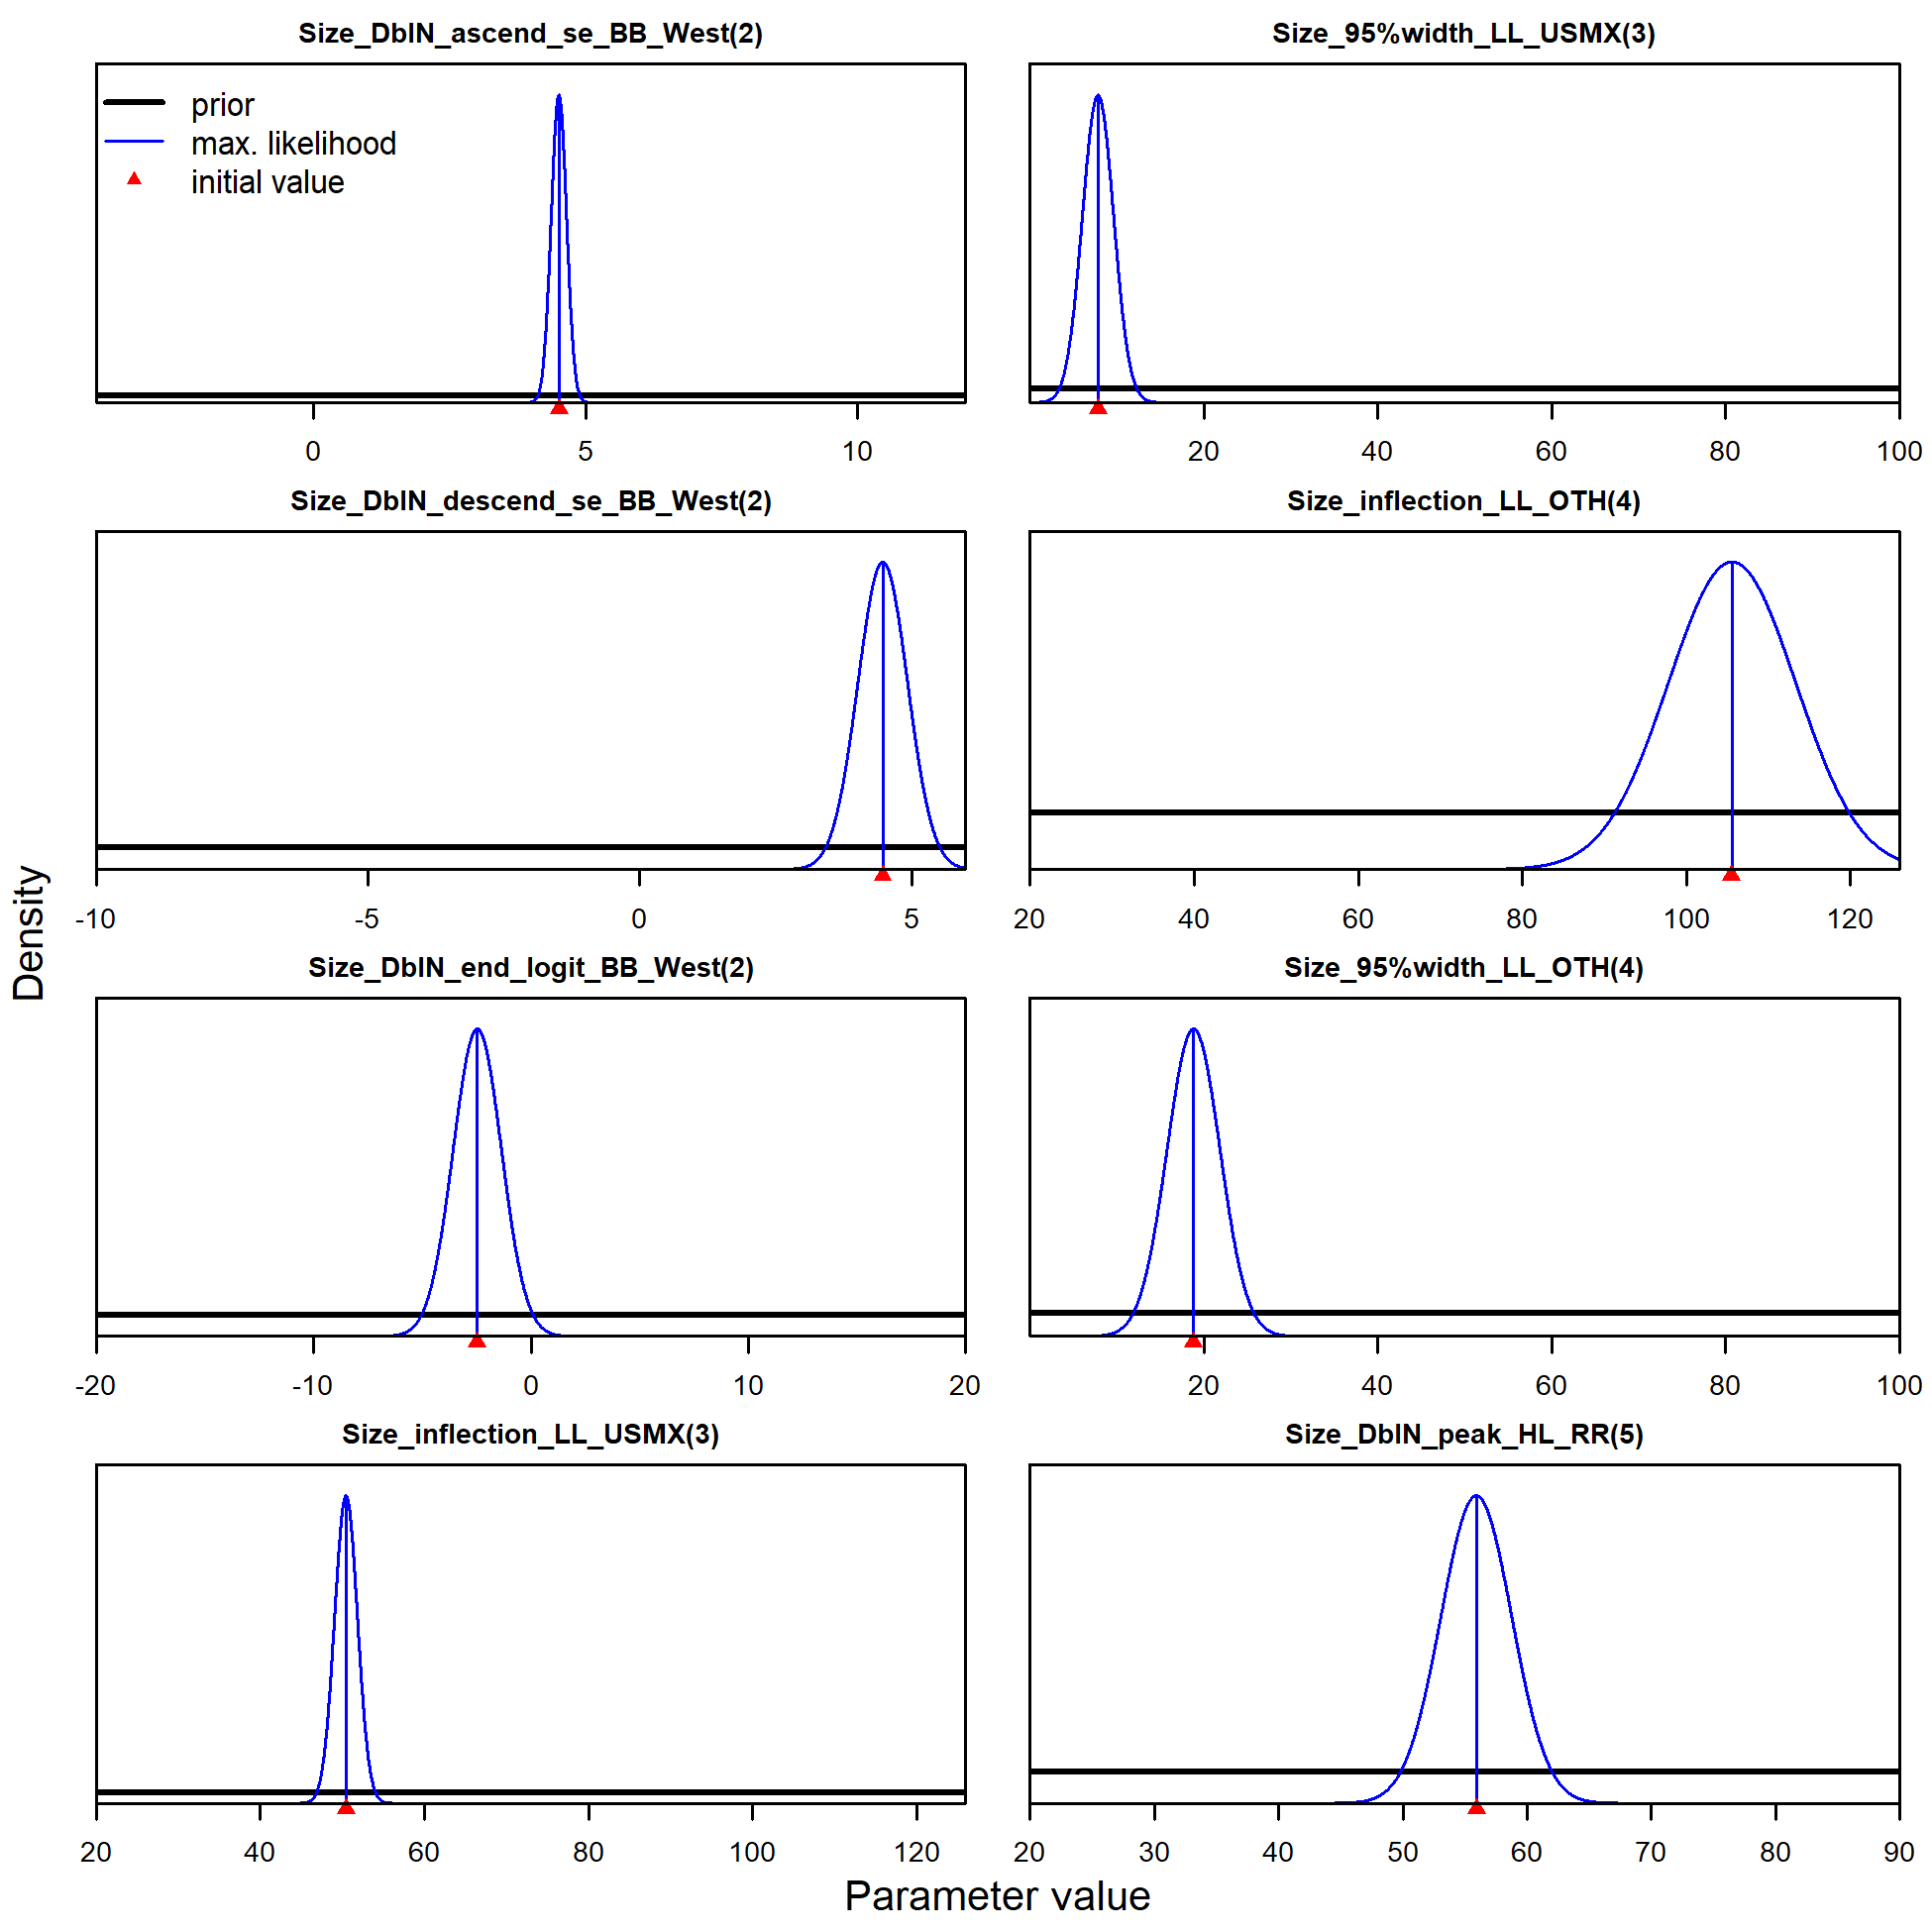 Size_DblN_ascend_se_BB_West(2)
prior
max. likelihood
initial value
0 5 10
Size_95%width_LL_USMX(3)
20 40 60 80 100
Size_DblN_descend_se_BB_West(2)
-10 -5 0 5
Size_inflection_LL_OTH(4)
20 40 60 80 100 120
Size_DblN_end_logit_BB_West(2)
-20 -10 0 10 20
Size_95%width_LL_OTH(4)
20 40 60 80 100
Size_inflection_LL_USMX(3)
20 40 60 80 100 120
Size_DblN_peak_HL_RR(5)
20 30 40 50 60 70 80 90
Density
Parameter value